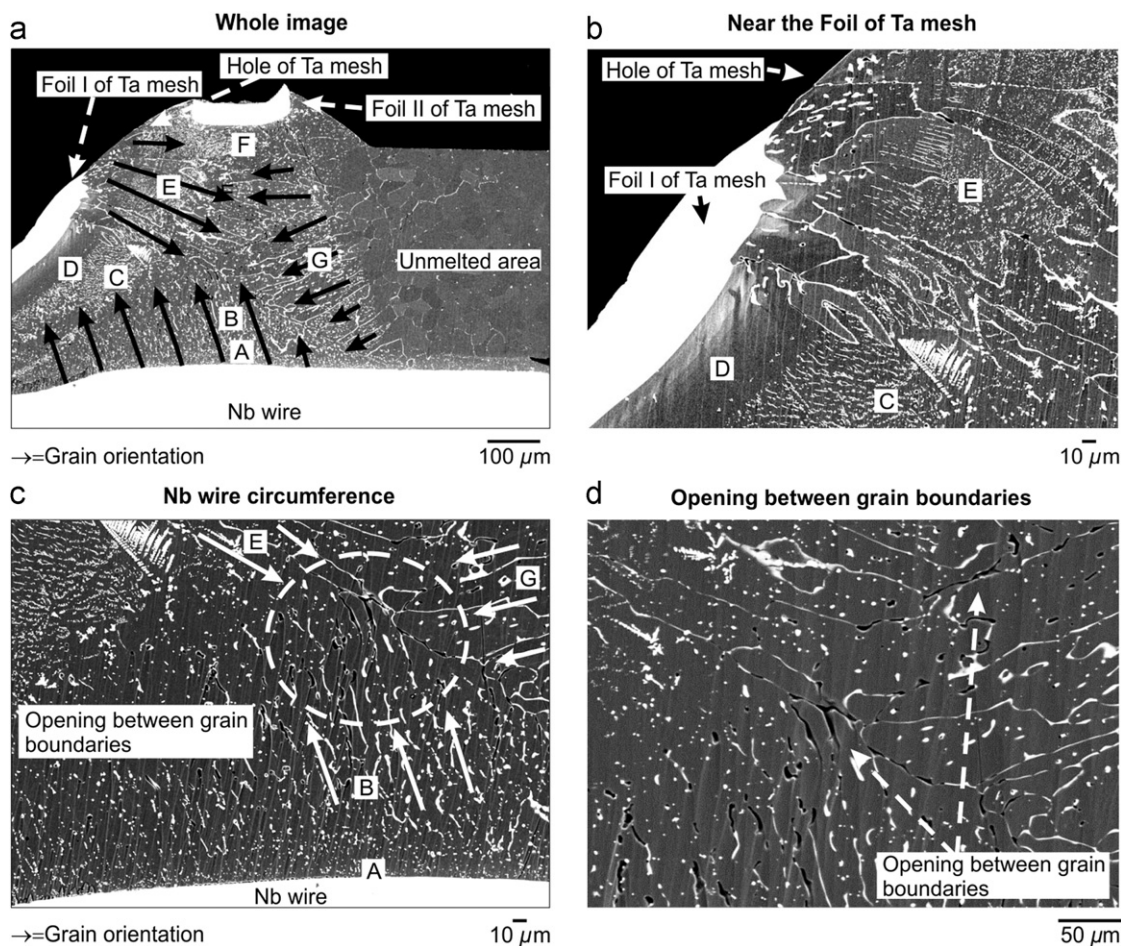 a
Whole image
Hole of Ta mesh
Foil I of Ta mesh
Foil II of Ta mesh
F
E
D
C
G
Unmelted area
B
A
Nb wire
→=Grain orientation
100 µm
b
Near the Foil of Ta mesh
Hole of Ta mesh
Foil I of Ta mesh
E
D
C
10 µm
c
Nb wire circumference
E
G
Opening between grain
boundaries
B
A
Nb wire
→=Grain orientation
10 µm
d
Opening between grain boundaries
Opening between grain
boundaries
50 µm